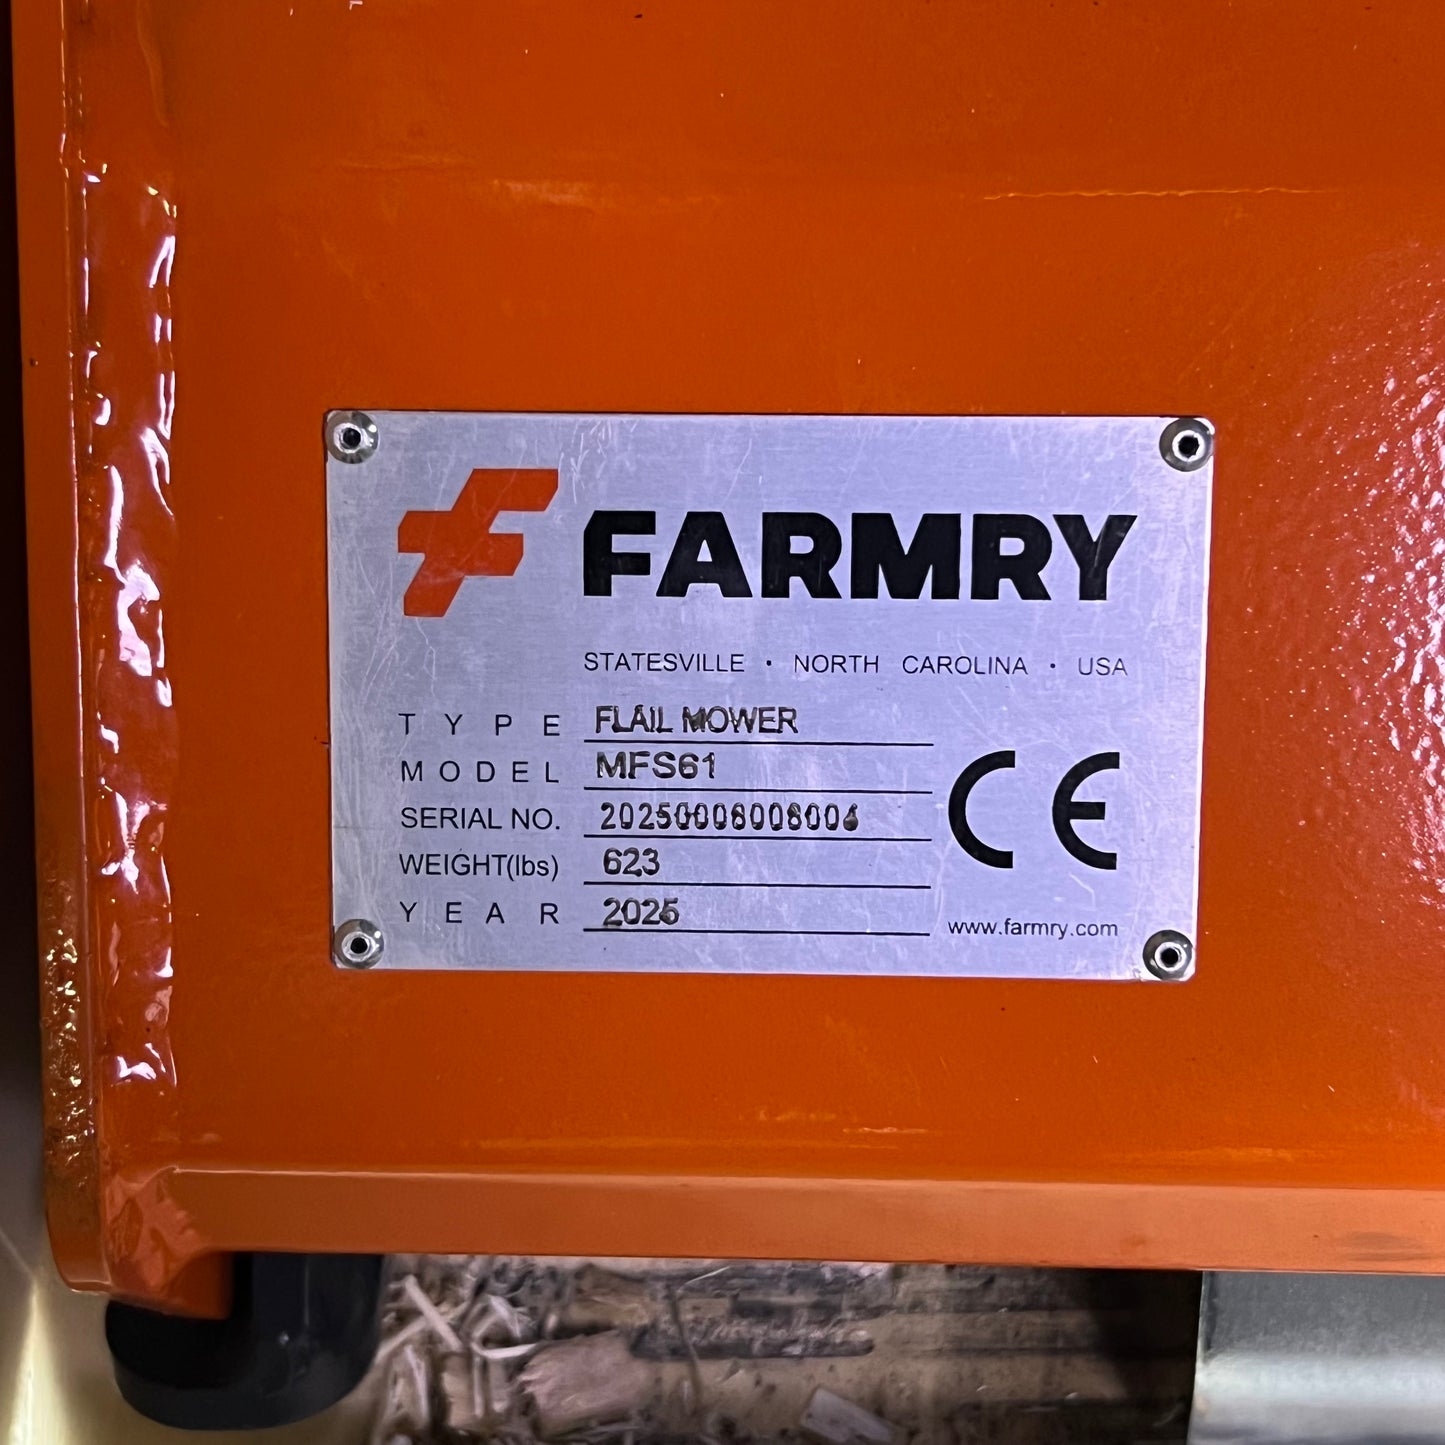 FARMRY
STATESVILLE · NORTH CAROLINA · USA
TYPE FLAIL MOWER
MODEL MFS61
SERIAL NO. 20250008008004
WEIGHT(lbs) 623
YEAR 2025
CE
www.farmry.com